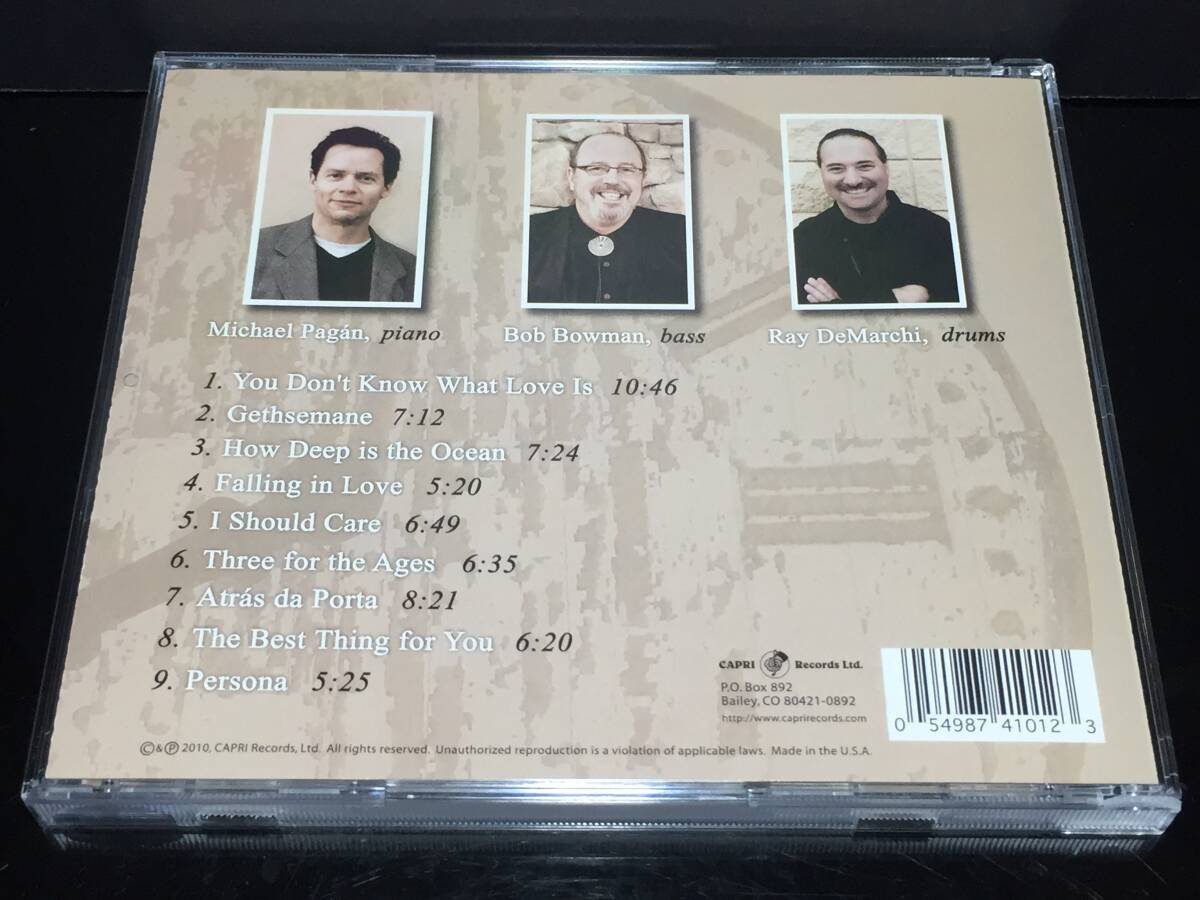 Michael Pagán, piano
Bob Bowman, bass
Ray DeMarchi, drums
1. You Don't Know What Love Is 10:46
2. Gethsemane 7:12
3. How Deep is the Ocean 7:24
4. Falling in Love 5:20
5. I Should Care 6:49
6. Three for the Ages 6:35
7. Atrás da Porta 8:21
8. The Best Thing for You 6:20
9. Persona 5:25
CAPRI Records Ltd.
P.O. Box 892
Bailey, CO 80421-0892
http://www.caprirecords.com
0 54987 41012 3
©&℗ 2010, CAPRI Records, Ltd. All rights reserved. Unauthorized reproduction is a violation of applicable laws. Made in the U.S.A.